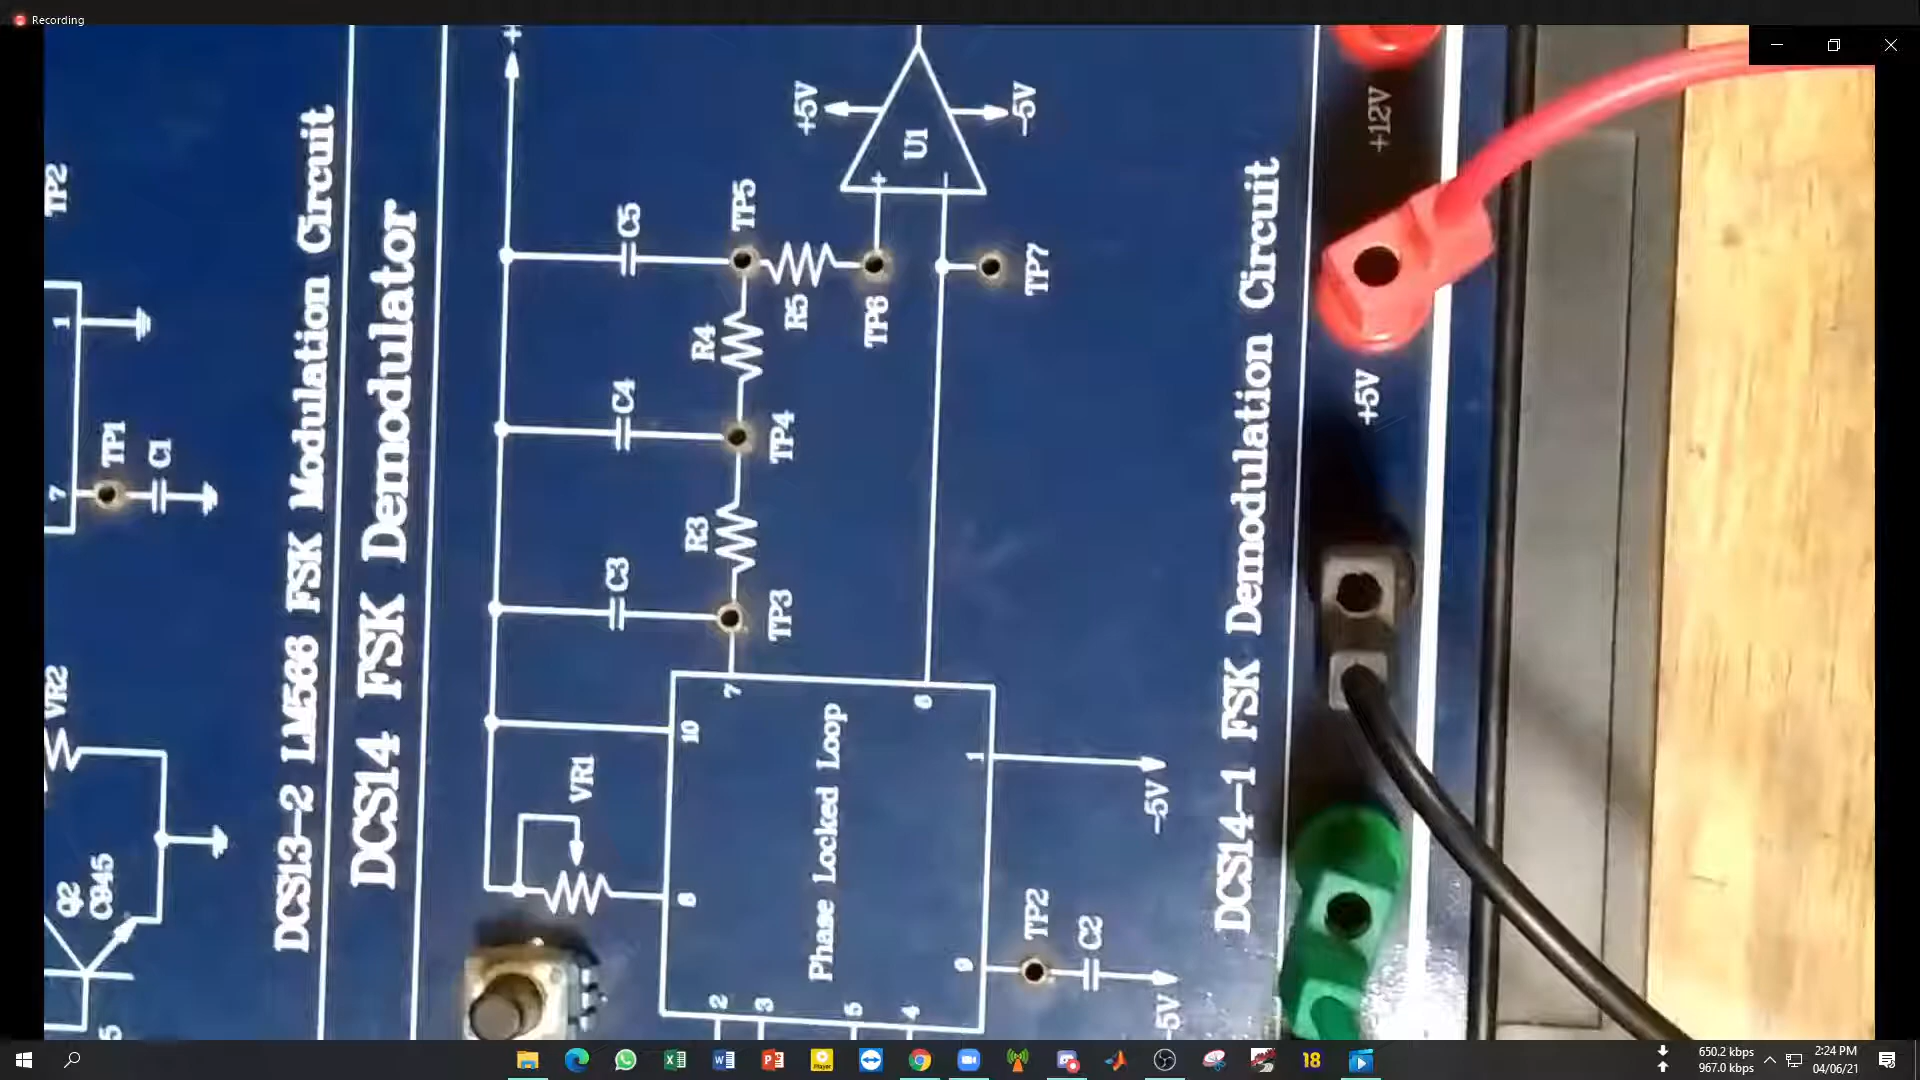 Recording
TP2
1
7
TP1
C1
VR2
Q2
C945
5
DCS13-2 LM566 FSK Modulation Circuit
DCS14 FSK Demodulator
+5V
-5V
U1
+
-
C5
TP5
R5
TP6
TP7
R4
C4
TP4
R3
C3
TP3
7
6
10
VR1
8
Phase Locked Loop
1
-5V
9
TP2
C2
-5V
2
3
5
4
DCS14-1 FSK Demodulation Circuit
+12V
+5V
18
650.2 kbps
967.0 kbps
2:24 PM
04/06/21